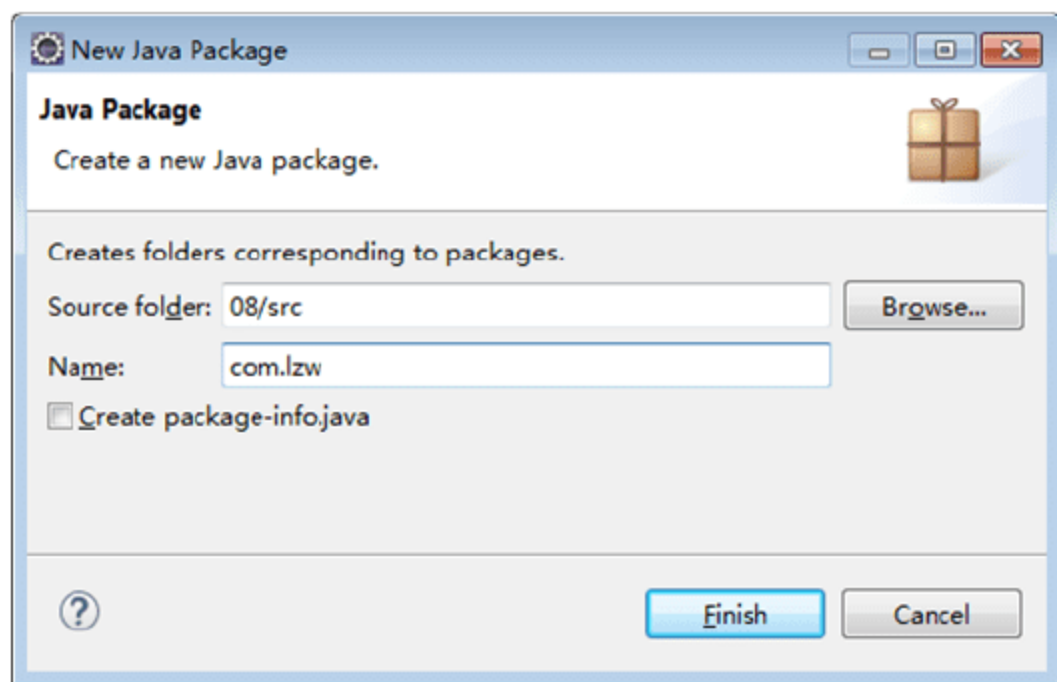 New Java Package
Java Package
Create a new Java package.
Creates folders corresponding to packages.
Source folder: 08/src Browse...
Name: com.lzw
Create package-info.java
? Finish Cancel